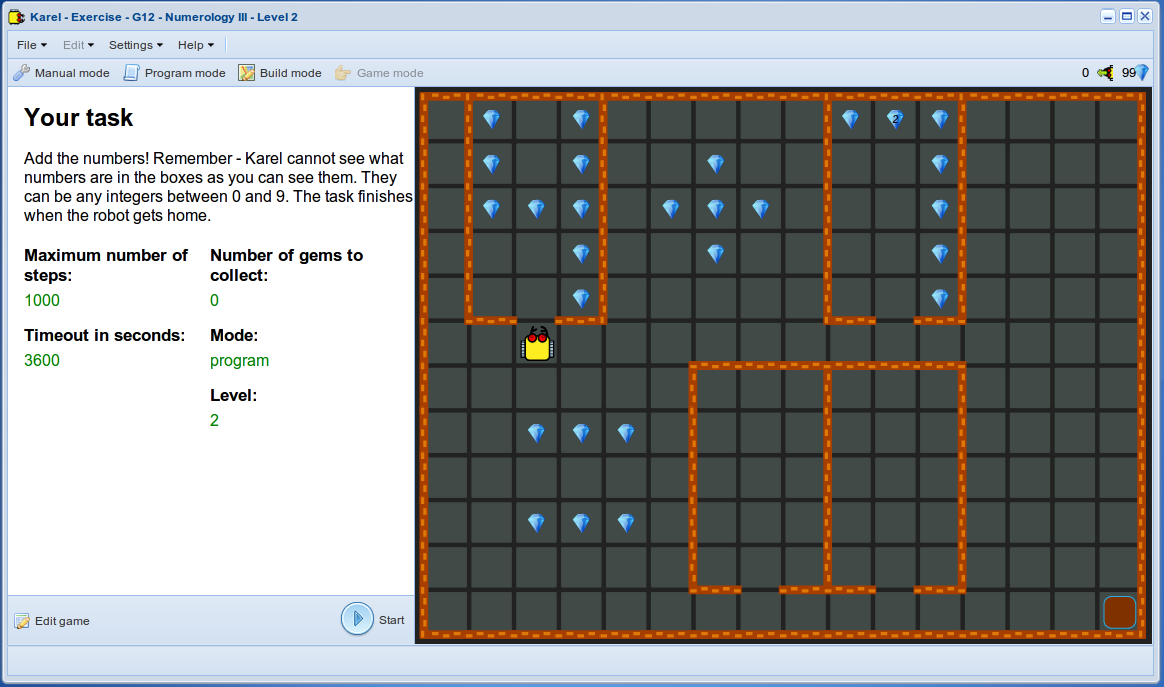 Karel - Exercise - G12 - Numerology III - Level 2
File Edit Settings Help
Manual mode Program mode Build mode Game mode 0 99
Your task
Add the numbers! Remember - Karel cannot see what
numbers are in the boxes as you can see them. They
can be any integers between 0 and 9. The task finishes
when the robot gets home.
Maximum number of
steps:
1000
Number of gems to
collect:
0
Timeout in seconds:
3600
Mode:
program
Level:
2
2
Edit game
Start